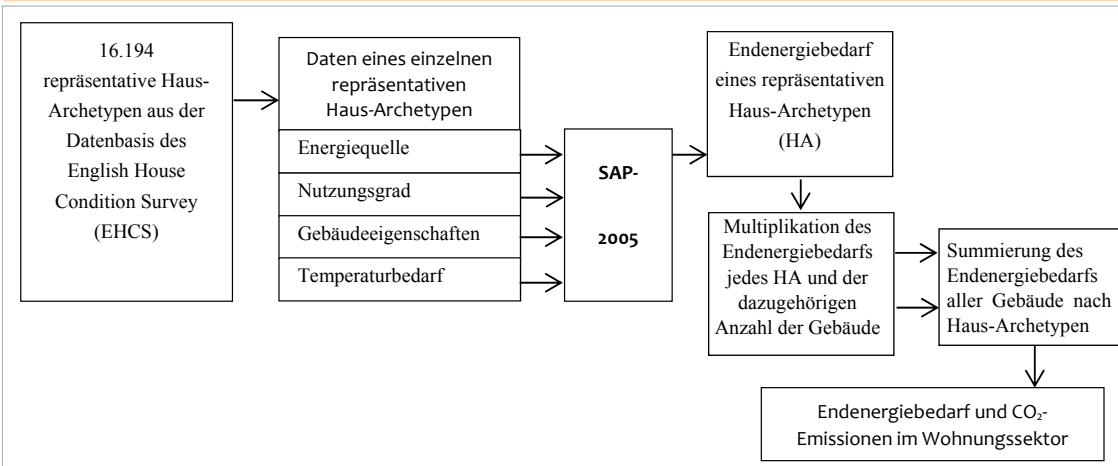 16.194
repräsentative Haus-
Archetypen aus der
Datenbasis des
English House
Condition Survey
(EHCS)
Daten eines einzelnen
repräsentativen
Haus-Archetypen
Energiequelle
Nutzungsgrad
Gebäudeeigenschaften
Temperaturbedarf
SAP-
2005
Endenergiebedarf
eines repräsentativen
Haus-Archetypen
(HA)
Multiplikation des
Endenergiebedarfs
jedes HA und der
dazugehörigen
Anzahl der Gebäude
Summierung des
Endenergiebedarfs
aller Gebäude nach
Haus-Archetypen
Endenergiebedarf und CO₂-
Emissionen im Wohnungssektor